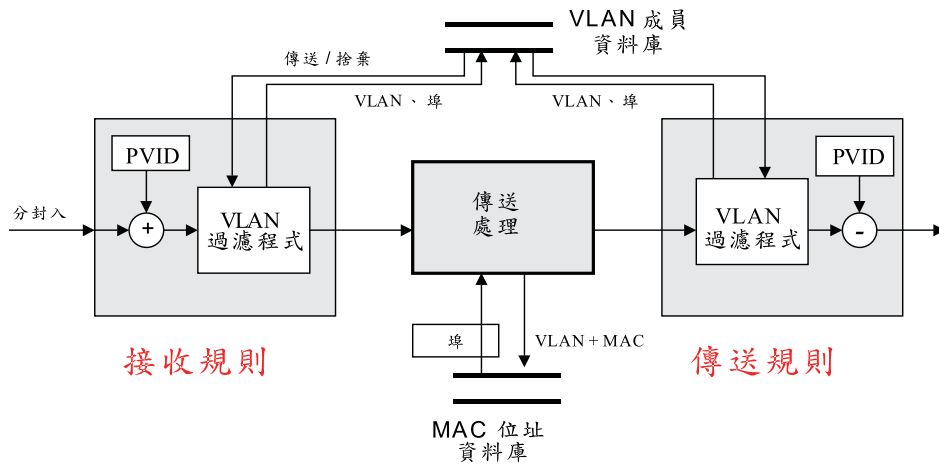 VLAN 成員
資料庫
傳送 / 捨棄
VLAN、埠
VLAN、埠
PVID
PVID
分封入
+
VLAN
過濾程式
傳送
處理
VLAN
過濾程式
-
埠
VLAN + MAC
接收規則
傳送規則
MAC 位址
資料庫